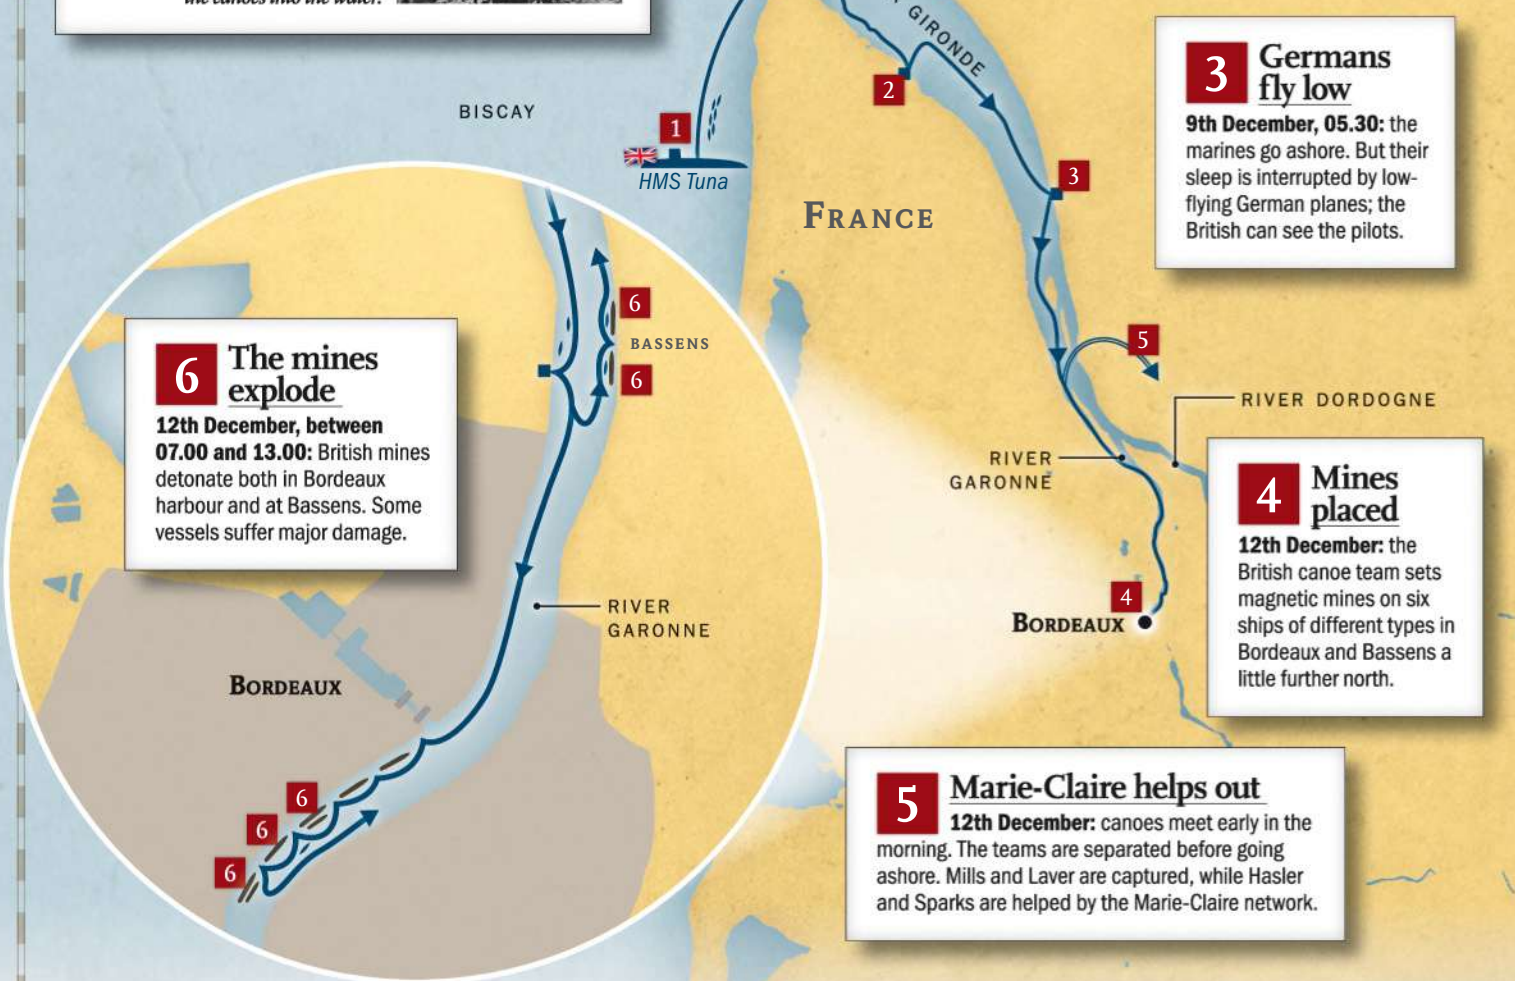 the canoes into the water.
GIRONDE
BISCAY
1
HMS Tuna
2
3
FRANCE
5
RIVER DORDOGNE
RIVER
GARONNE
4
BORDEAUX
3 Germans
fly low
9th December, 05.30: the
marines go ashore. But their
sleep is interrupted by low-
flying German planes; the
British can see the pilots.
4 Mines
placed
12th December: the
British canoe team sets
magnetic mines on six
ships of different types in
Bordeaux and Bassens a
little further north.
5 Marie-Claire helps out
12th December: canoes meet early in the
morning. The teams are separated before going
ashore. Mills and Laver are captured, while Hasler
and Sparks are helped by the Marie-Claire network.
6 The mines
explode
12th December, between
07.00 and 13.00: British mines
detonate both in Bordeaux
harbour and at Bassens. Some
vessels suffer major damage.
6
BASSENS
6
RIVER
GARONNE
BORDEAUX
6
6
6